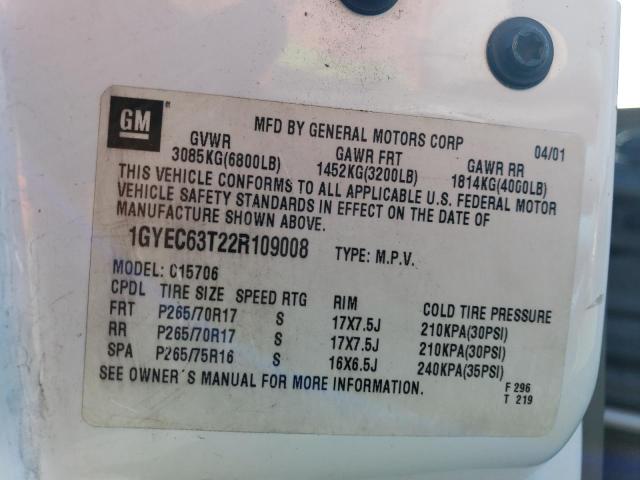 GM ®
MFD BY GENERAL MOTORS CORP 04/01
GVWR GAWR FRT GAWR RR
3085KG(6800LB) 1452KG(3200LB) 1814KG(4000LB)
THIS VEHICLE CONFORMS TO ALL APPLICABLE U.S. FEDERAL MOTOR
VEHICLE SAFETY STANDARDS IN EFFECT ON THE DATE OF
MANUFACTURE SHOWN ABOVE.
1GYEC63T22R109008 TYPE: M.P.V.
MODEL: C15706
CPDL TIRE SIZE SPEED RTG RIM COLD TIRE PRESSURE
FRT P265/70R17 S 17X7.5J 210KPA(30PSI)
RR P265/70R17 S 17X7.5J 210KPA(30PSI)
SPA P265/75R16 S 16X6.5J 240KPA(35PSI)
SEE OWNER´S MANUAL FOR MORE INFORMATION.
F 296
T 219